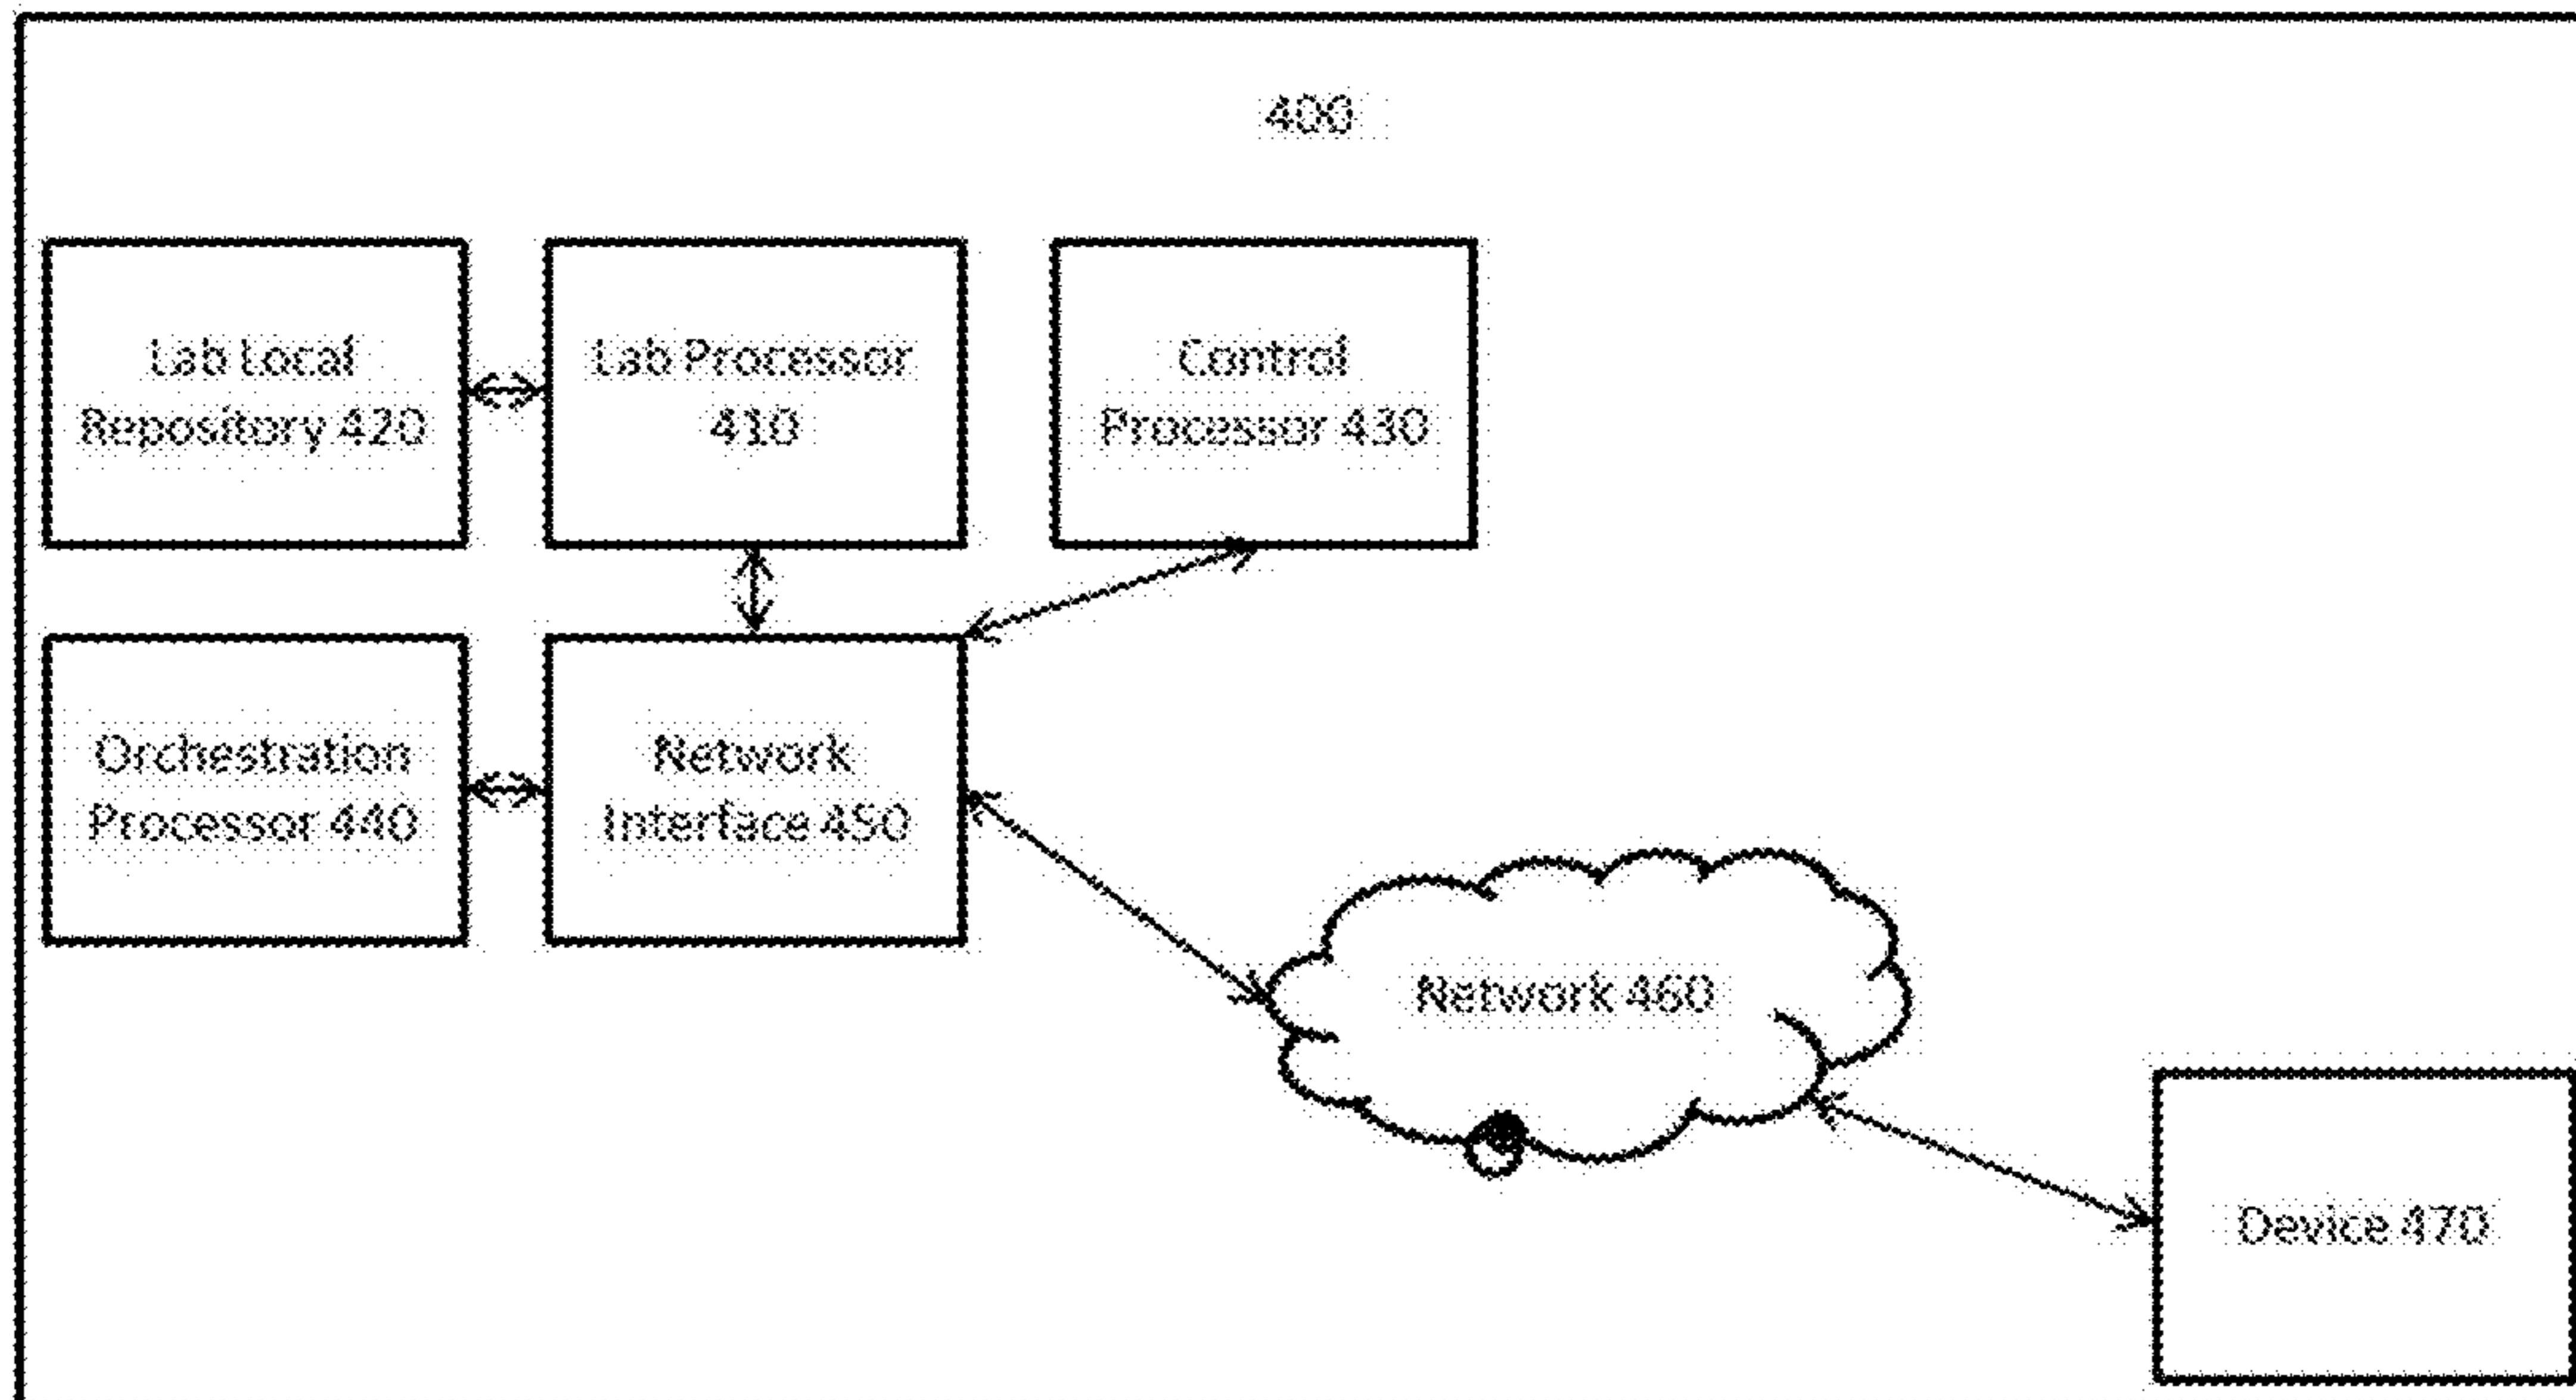 400
Lab Local
Repository 420
Lab Processor
410
Control
Processor 430
Orchestration
Processor 440
Network
Interface 450
Network 460
Device 470